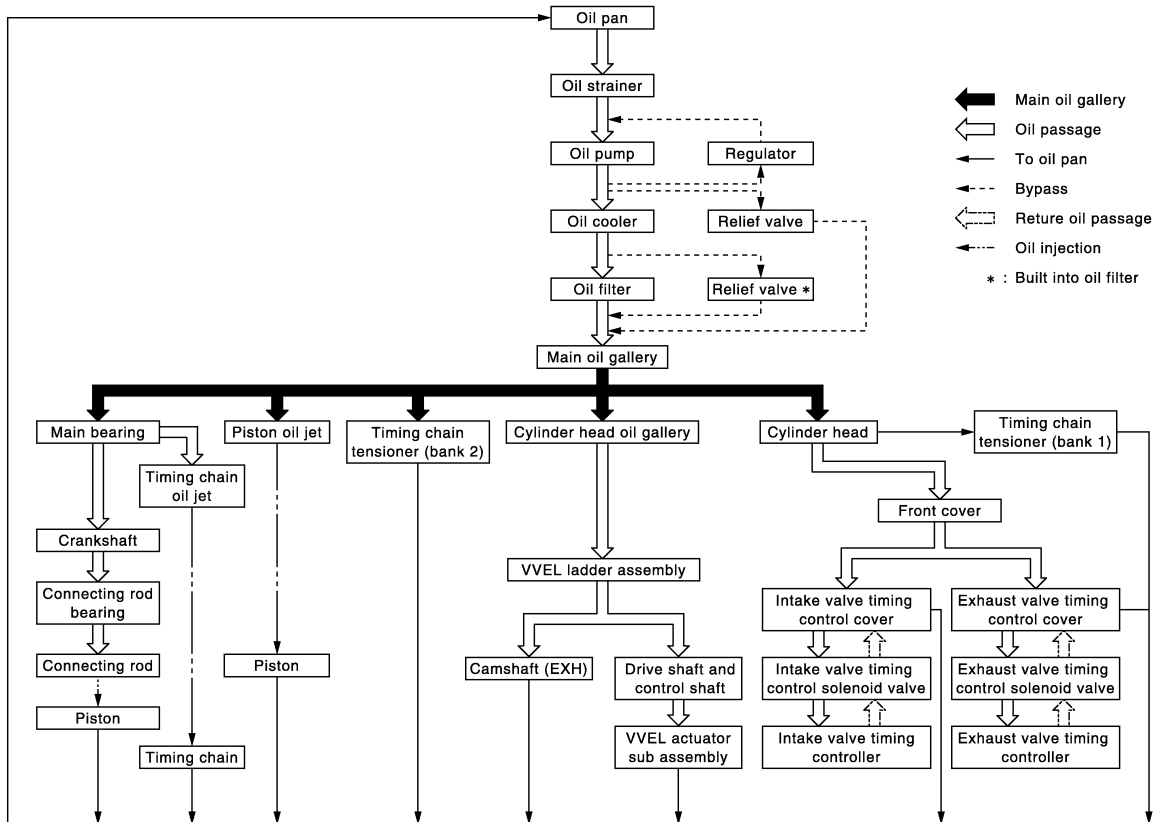 Oil pan
Oil strainer
Oil pump
Regulator
Oil cooler
Relief valve
Oil filter
Relief valve *
Main oil gallery
Main oil gallery
Oil passage
To oil pan
Bypass
Reture oil passage
Oil injection
* : Built into oil filter
Main bearing
Piston oil jet
Timing chain
tensioner (bank 2)
Cylinder head oil gallery
Cylinder head
Timing chain
tensioner (bank 1)
Timing chain
oil jet
Front cover
Crankshaft
VVEL ladder assembly
Connecting rod
bearing
Intake valve timing
control cover
Exhaust valve timing
control cover
Connecting rod
Piston
Camshaft (EXH)
Drive shaft and
control shaft
Intake valve timing
control solenoid valve
Exhaust valve timing
control solenoid valve
Piston
Timing chain
VVEL actuator
sub assembly
Intake valve timing
controller
Exhaust valve timing
controller